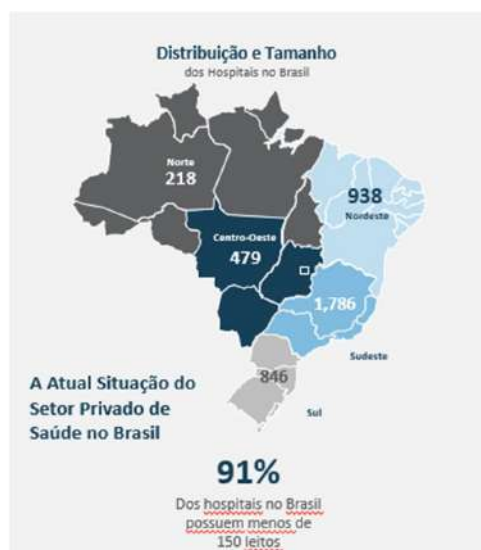 Distribuição e Tamanho
dos Hospitais no Brasil
Norte
218
938
Nordeste
Centro-Oeste
479
1,786
Sudeste
846
Sul
A Atual Situação do
Setor Privado de
Saúde no Brasil
91%
Dos hospitais no Brasil
possuem menos de
150 leitos